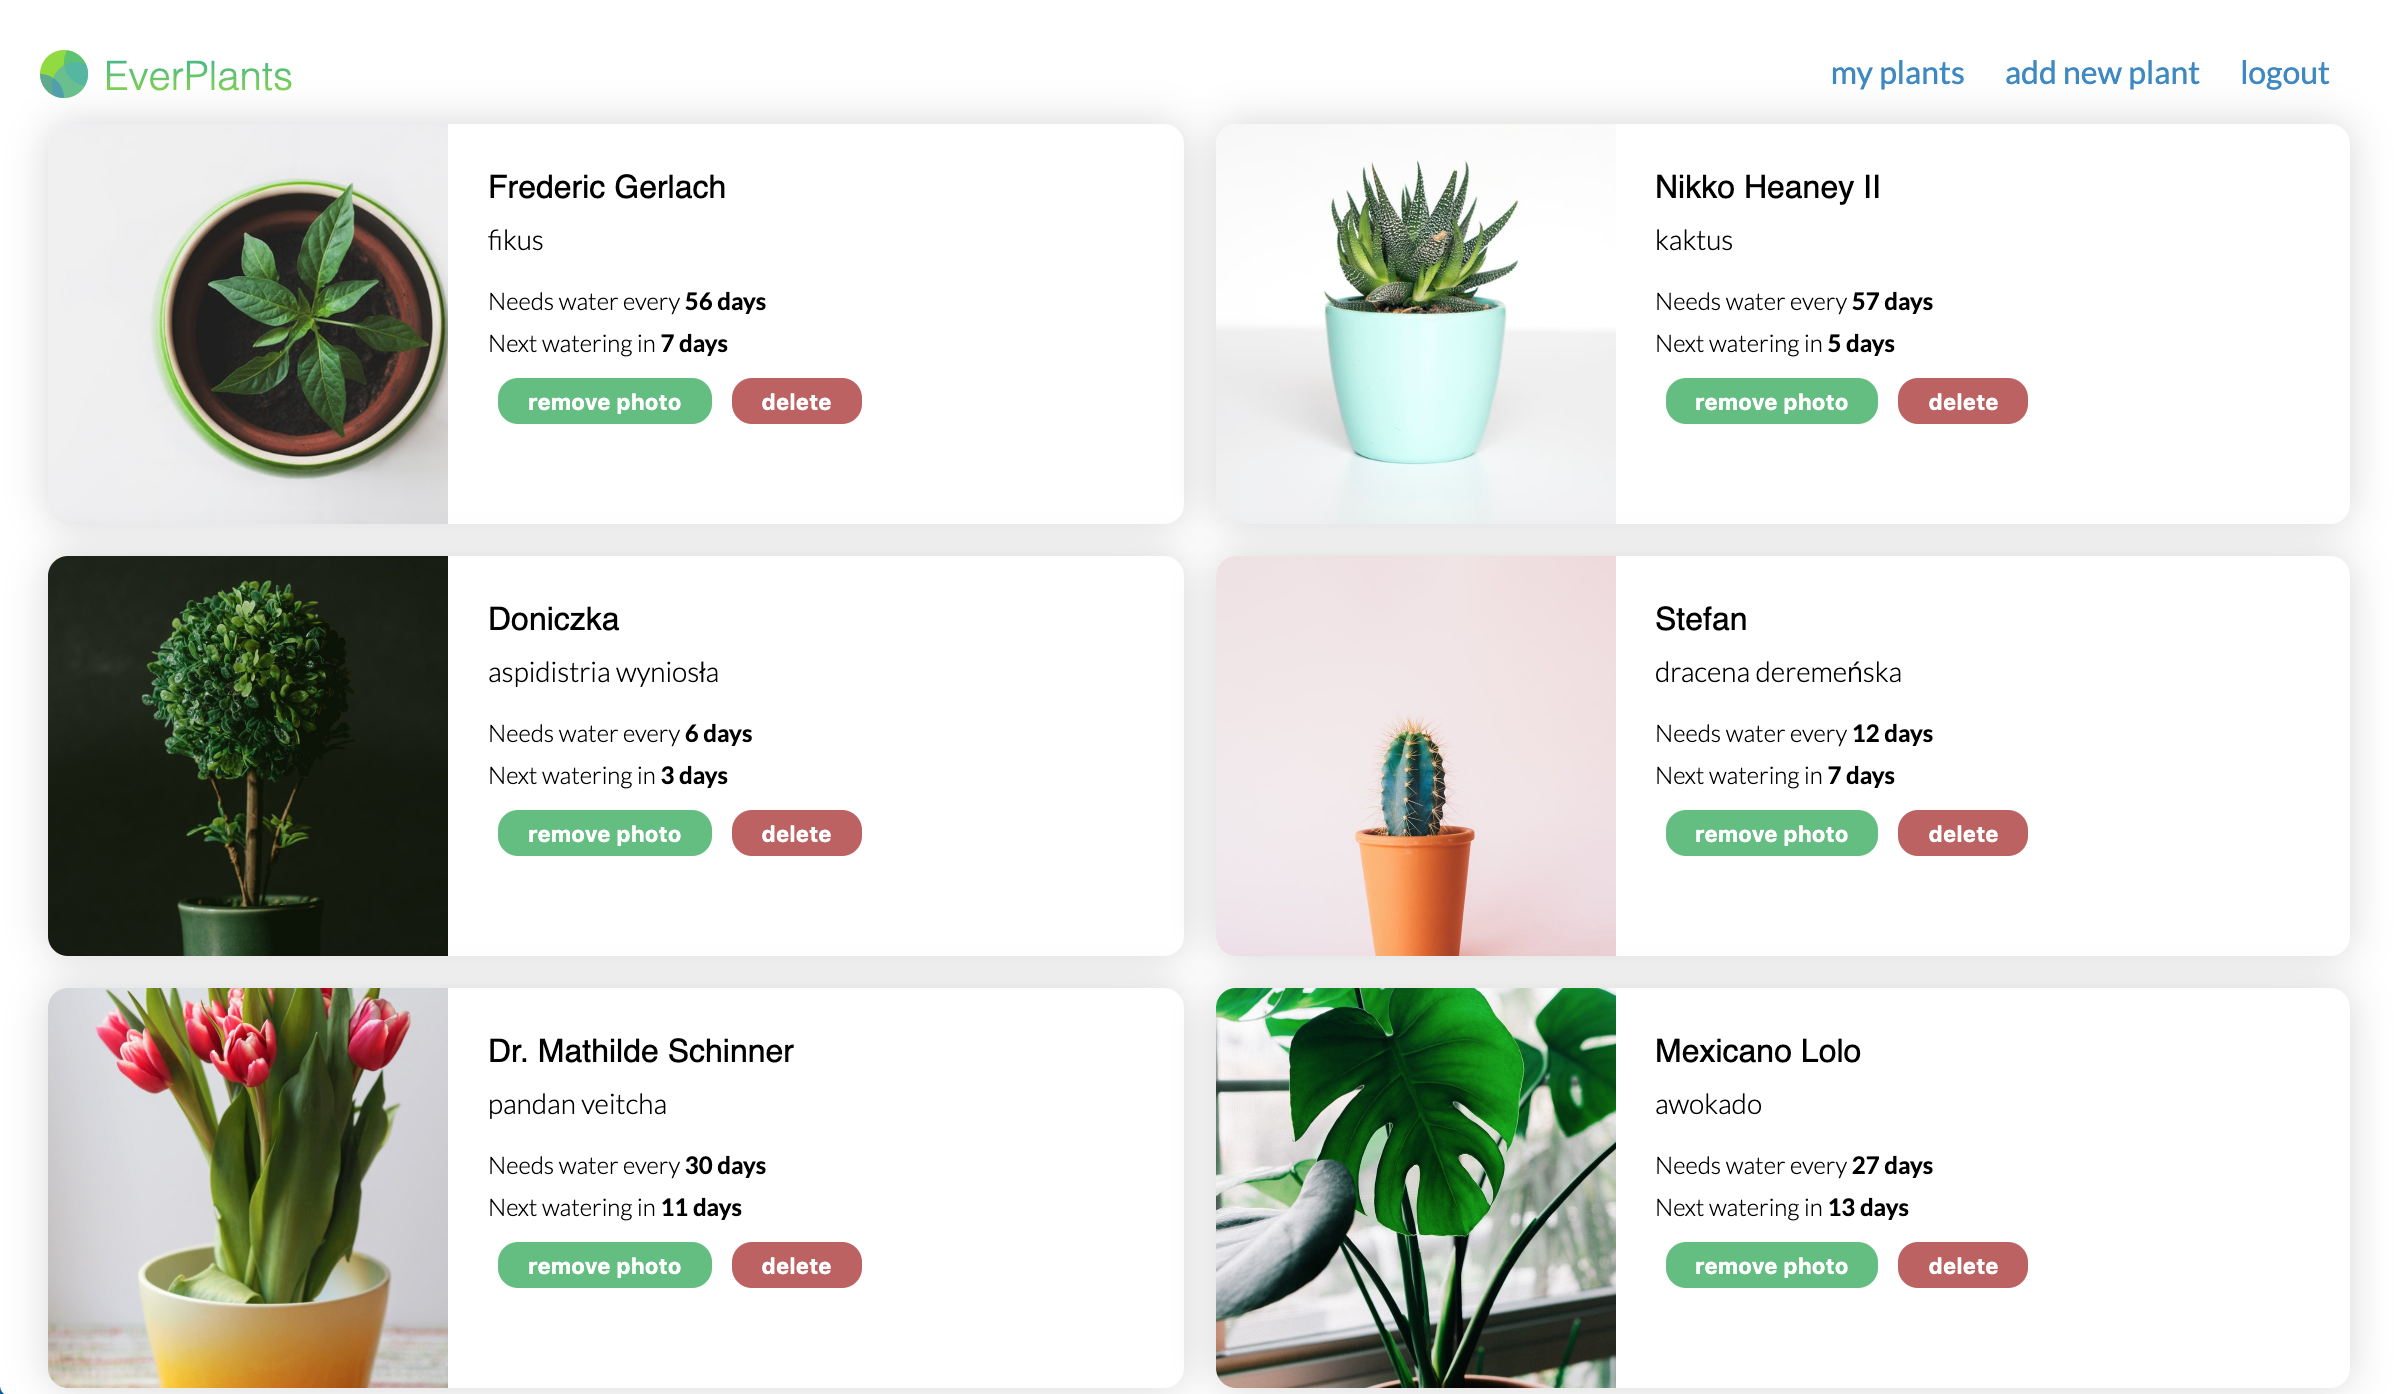 EverPlants
my plants add new plant logout
Frederic Gerlach
fikus
Needs water every 56 days
Next watering in 7 days
remove photo delete
Nikko Heaney II
kaktus
Needs water every 57 days
Next watering in 5 days
remove photo delete
Doniczka
aspidistria wyniosła
Needs water every 6 days
Next watering in 3 days
remove photo delete
Stefan
dracena deremeńska
Needs water every 12 days
Next watering in 7 days
remove photo delete
Dr. Mathilde Schinner
pandan veitcha
Needs water every 30 days
Next watering in 11 days
remove photo delete
Mexicano Lolo
awokado
Needs water every 27 days
Next watering in 13 days
remove photo delete